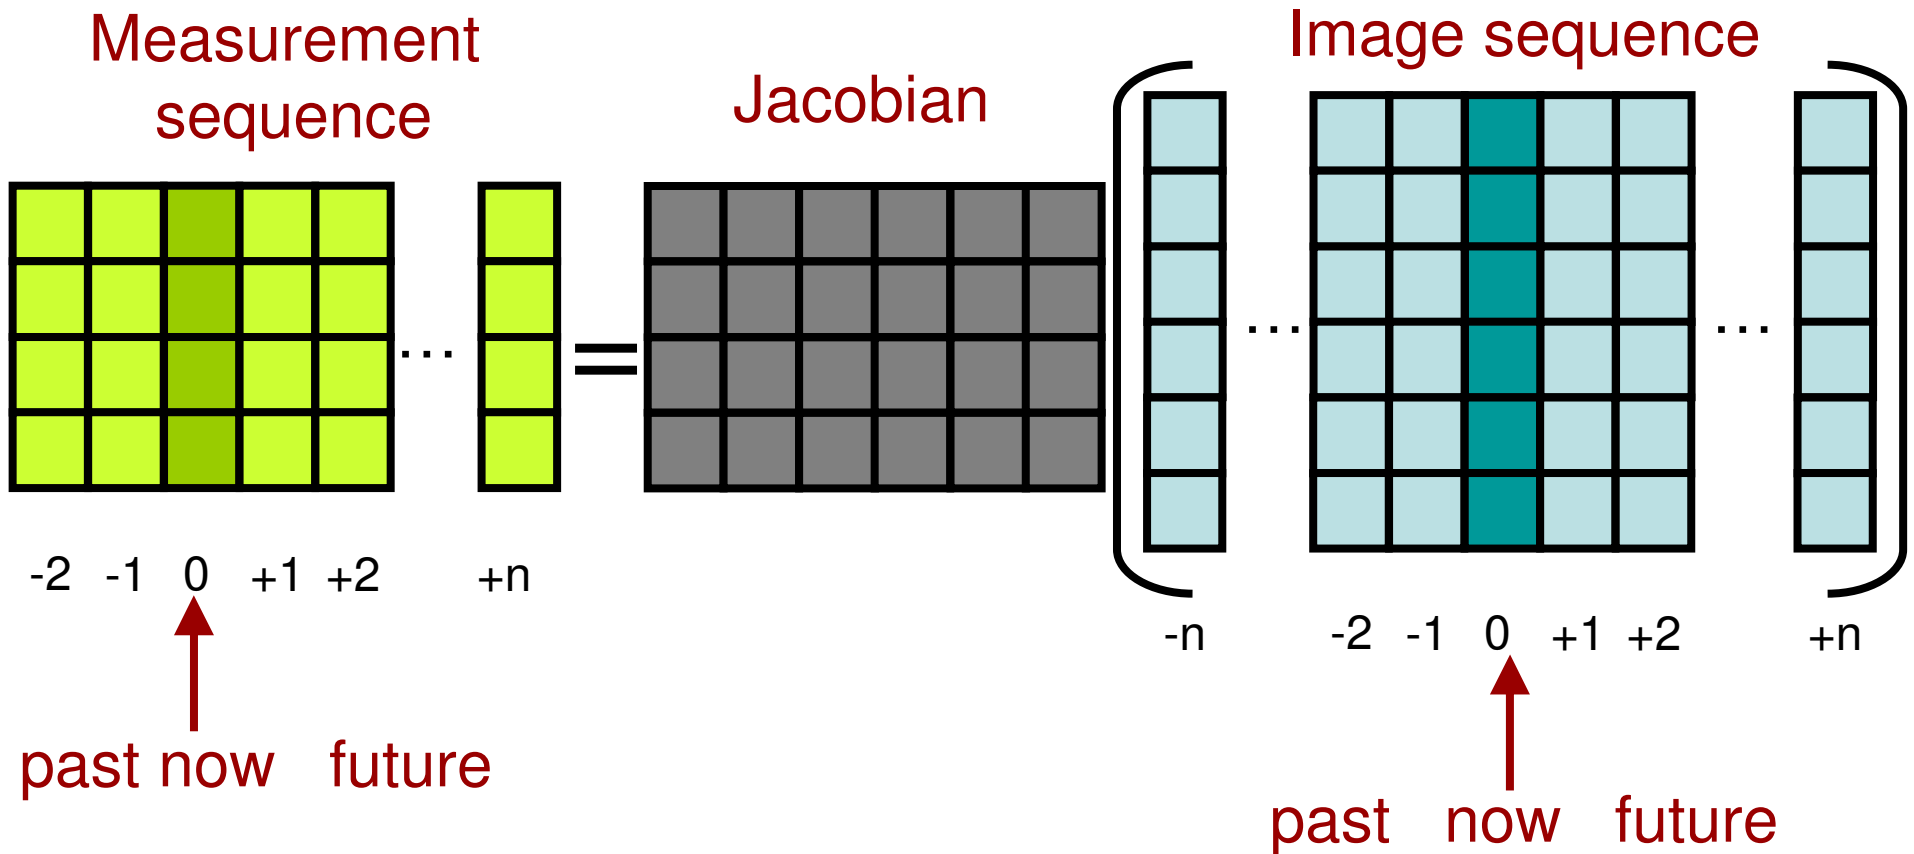 Measurement
sequence
Jacobian
Image sequence
...
=
...
...
-2 -1 0 +1 +2 +n
-n -2 -1 0 +1 +2 +n
past now future
past now future